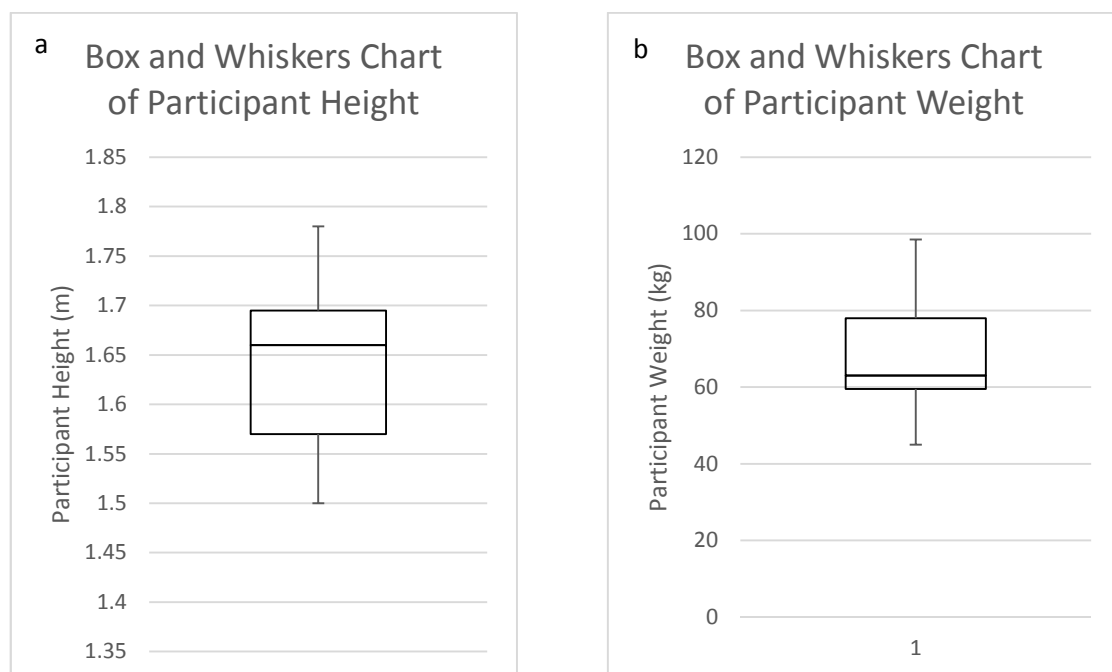 a
Box and Whiskers Chart
of Participant Height
1.85
1.8
1.75
1.7
1.65
1.6
1.55
1.5
1.45
1.4
1.35
Participant Height (m)
b
Box and Whiskers Chart
of Participant Weight
120
100
80
60
40
20
0
Participant Weight (kg)
1